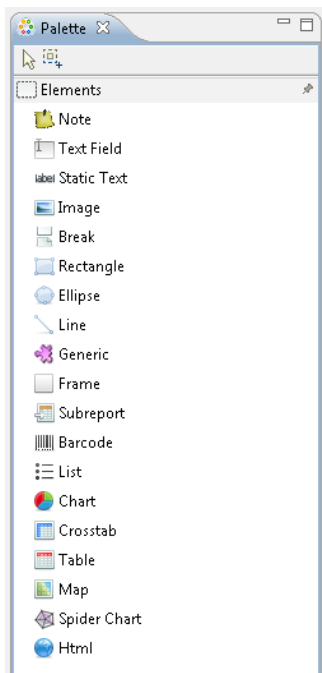 Palette
Elements
Note
Text Field
label Static Text
Image
Break
Rectangle
Ellipse
Line
Generic
Frame
Subreport
Barcode
List
Chart
Crosstab
Table
Map
Spider Chart
Html